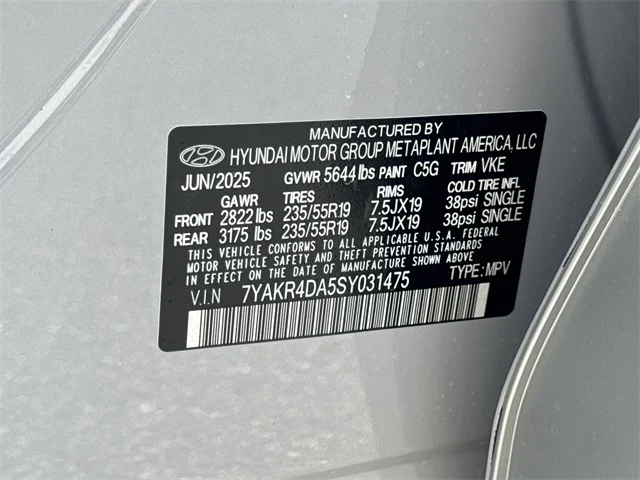 MANUFACTURED BY
HYUNDAI MOTOR GROUP METAPLANT AMERICA, LLC
JUN/2025 GVWR 5644 lbs PAINT C5G TRIM VKE
GAWR TIRES RIMS COLD TIRE INFL
FRONT 2822 lbs 235/55R19 7.5JX19 38psi SINGLE
REAR 3175 lbs 235/55R19 7.5JX19 38psi SINGLE
THIS VEHICLE CONFORMS TO ALL APPLICABLE U.S.A. FEDERAL
MOTOR VEHICLE SAFETY AND THEFT PREVENTION STANDARDS
IN EFFECT ON THE DATE OF MANUFACTURE SHOWN ABOVE.
V.I.N 7YAKR4DA5SY031475 TYPE: MPV